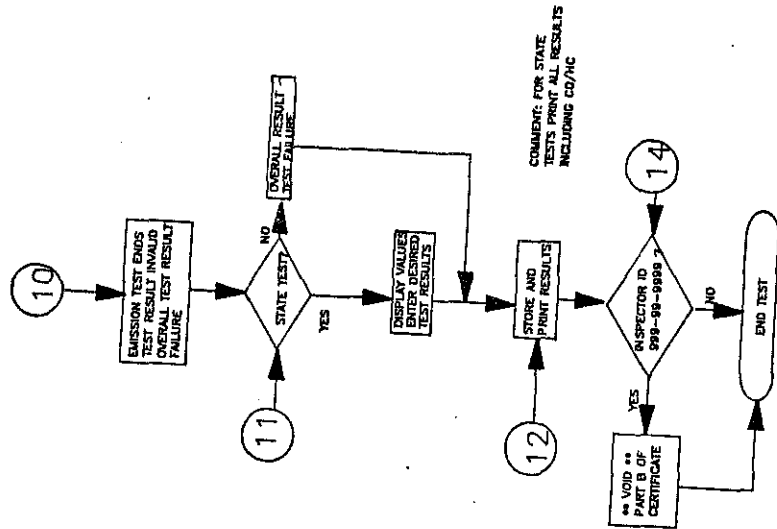 10
EMISSION TEST ENDS
TEST RESULT INVALID
OVERALL TEST RESULT
FAILURE
11
STATE TEST?
NO
OVERALL RESULT
TEST FAILURE
YES
DISPLAY VALUES
ENTER DESIRED
TEST RESULTS
12
STORE AND
PRINT RESULTS
COMMENT: FOR STATE
TESTS PRINT ALL RESULTS
INCLUDING CO/HC
14
INSPECTOR ID
999-99-9999 ?
YES
NO
** VOID **
PART B OF
CERTIFICATE
END TEST